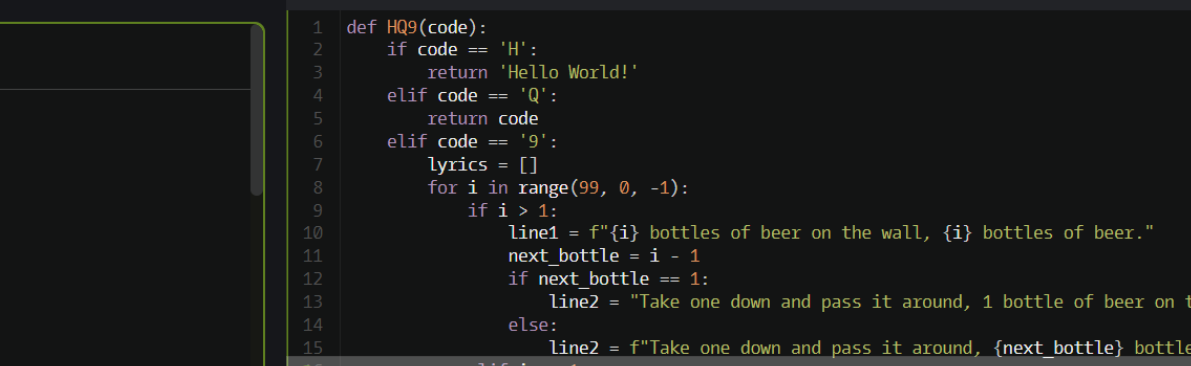 1 def HQ9(code):
2 if code == 'H':
3 return 'Hello World!'
4 elif code == 'Q':
5 return code
6 elif code == '9':
7 lyrics = []
8 for i in range(99, 0, -1):
9 if i > 1:
10 line1 = f"{i} bottles of beer on the wall, {i} bottles of beer."
11 next_bottle = i - 1
12 if next_bottle == 1:
13 line2 = "Take one down and pass it around, 1 bottle of beer on
14 else:
15 line2 = f"Take one down and pass it around, {next_bottle}